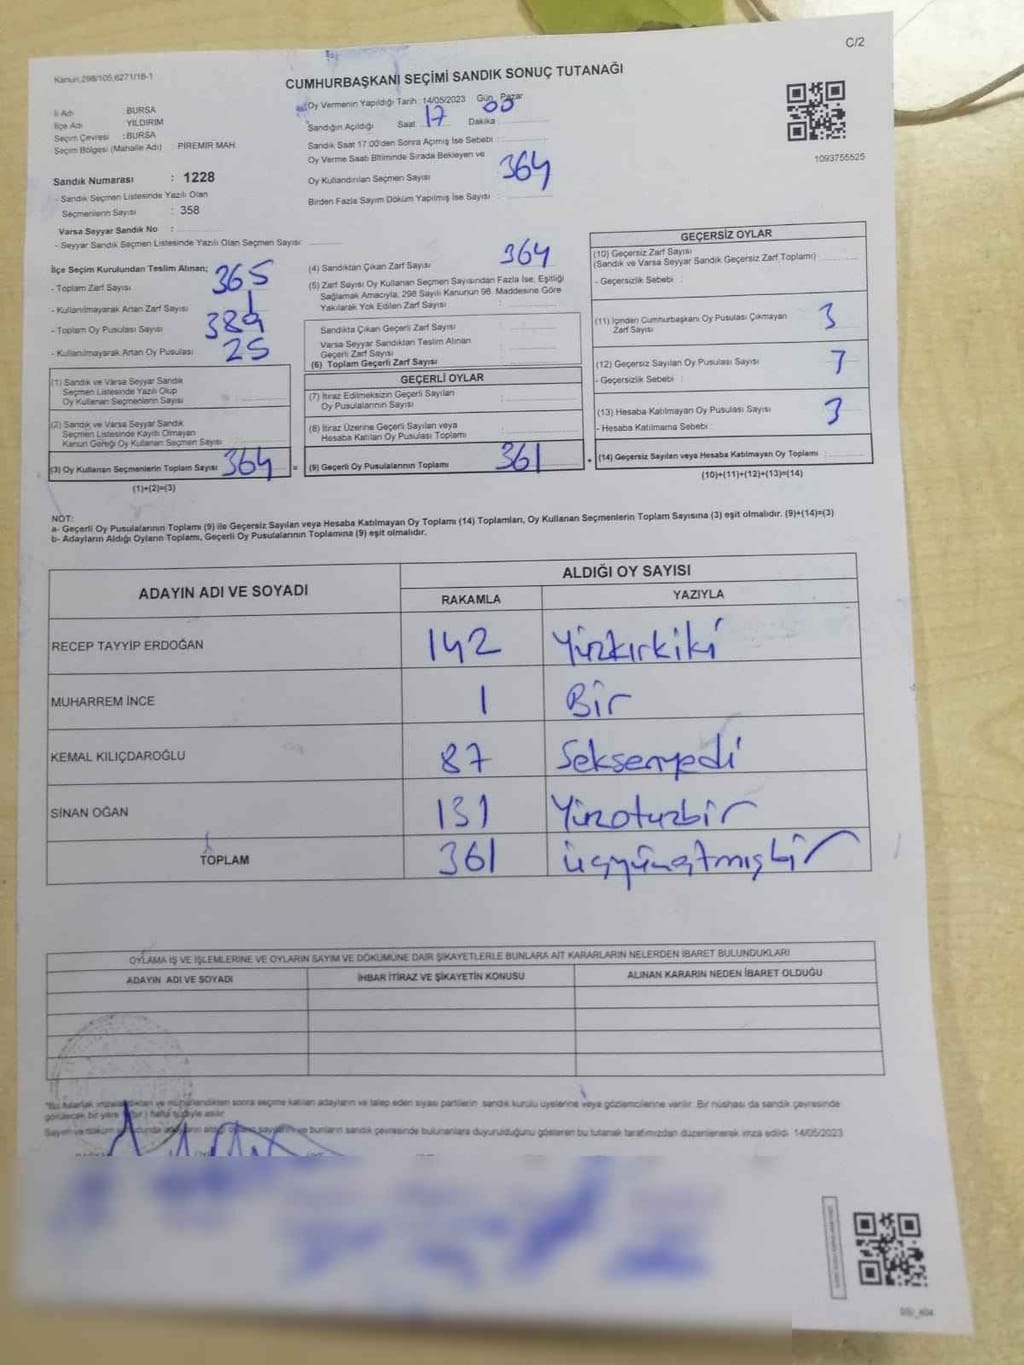 C/2
Kanun,298/105,6271/18-1
CUMHURBAŞKANI SEÇİMİ SANDIK SONUÇ TUTANAĞI
İl Adı : BURSA
İlçe Adı : YILDIRIM
Seçim Çevresi : BURSA
Seçim Bölgesi (Mahalle Adı) : PİREMİR MAH.
Sandık Numarası : 1228
- Sandık Seçmen Listesinde Yazılı Olan
Seçmenlerin Sayısı : 358
Varsa Seyyar Sandık No :
- Seyyar Sandık Seçmen Listesinde Yazılı Olan Seçmen Sayısı
Oy Vermenin Yapıldığı Tarih : 14/05/2023 Gün : Pazar
Sandığın Açıldığı Saat : 17 Dakika : 00
Sandık Saat 17:00'den Sonra Açmış İse Sebebi :
Oy Verme Saati Bitiminde Sırada Bekleyen ve
Oy Kullandırılan Seçmen Sayısı 364
Birden Fazla Sayım Döküm Yapılmış İse Sayısı :
1093755525
İlçe Seçim Kurulundan Teslim Alınan;
- Toplam Zarf Sayısı 365
- Kullanılmayarak Artan Zarf Sayısı 1
- Toplam Oy Pusulası Sayısı 389
- Kullanılmayarak Artan Oy Pusulası 25
(1) Sandık ve Varsa Seyyar Sandık
Seçmen Listesinde Yazılı Olup
Oy Kullanan Seçmenlerin Sayısı
(2) Sandık ve Varsa Seyyar Sandık
Seçmen Listesinde Kayıtlı Olmayan
Kanun Gereği Oy Kullanan Seçmen Sayısı
(3) Oy Kullanan Seçmenlerin Toplam Sayısı 364 =
(1)+(2)=(3)
(4) Sandıktan Çıkan Zarf Sayısı 364
(5) Zarf Sayısı Oy Kullanan Seçmen Sayısından Fazla İse, Eşitliği
Sağlamak Amacıyla, 298 Sayılı Kanunun 98. Maddesine Göre
Yakılarak Yok Edilen Zarf Sayısı :
Sandıkta Çıkan Geçerli Zarf Sayısı :
Varsa Seyyar Sandıktan Teslim Alınan
Geçerli Zarf Sayısı :
(6) Toplam Geçerli Zarf Sayısı
GEÇERLİ OYLAR
(7) İtiraz Edilmeksizin Geçerli Sayılan
Oy Pusulalarının Sayısı :
(8) İtiraz Üzerine Geçerli Sayılan veya
Hesaba Katılan Oy Pusulası Toplamı :
(9) Geçerli Oy Pusulalarının Toplamı 361 +
GEÇERSİZ OYLAR
(10) Geçersiz Zarf Sayısı
(Sandık ve Varsa Seyyar Sandık Geçersiz Zarf Toplamı)
- Geçersizlik Sebebi :
(11) İçinden Cumhurbaşkanı Oy Pusulası Çıkmayan
Zarf Sayısı 3
(12) Geçersiz Sayılan Oy Pusulası Sayısı 7
- Geçersizlik Sebebi :
(13) Hesaba Katılmayan Oy Pusulası Sayısı 3
- Hesaba Katılmama Sebebi :
(14) Geçersiz Sayılan veya Hesaba Katılmayan Oy Toplamı :
(10)+(11)+(12)+(13)=(14)
NOT:
a- Geçerli Oy Pusulalarının Toplamı (9) ile Geçersiz Sayılan veya Hesaba Katılmayan Oy Toplamı (14) Toplamları, Oy Kullanan Seçmenlerin Toplam Sayısına (3) eşit olmalıdır. (9)+(14)=(3)
b- Adayların Aldığı Oyların Toplamı, Geçerli Oy Pusulalarının Toplamına (9) eşit olmalıdır.
ADAYIN ADI VE SOYADI ALDIĞI OY SAYISI
RAKAMLA YAZIYLA
RECEP TAYYİP ERDOĞAN 142 Yüzkırkiki
MUHARREM İNCE 1 Bir
KEMAL KILIÇDAROĞLU 87 Seksenyedi
SİNAN OĞAN 131 Yüzotuzbir
TOPLAM 361 üçyüzatmışbir
OYLAMA İŞ VE İŞLEMLERİNE VE OYLARIN SAYIM VE DÖKÜMÜNE DAİR ŞİKAYETLERLE BUNLARA AİT KARARLARIN NELERDEN İBARET BULUNDUKLARI
ADAYIN ADI VE SOYADI İHBAR İTİRAZ VE ŞİKAYETİN KONUSU ALINAN KARARIN NEDEN İBARET OLDUĞU
sonra seçime katılan adayların ve talep eden siyasi partilerin sandık kurulu üyelerine veya gözlemcilerine verilir. Bir nüshası da sandık çevresinde
ve bunların sandık çevresinde bulunanlara duyurulduğunu gösteren bu tutanak tarafımızdan düzenlenerek imza edildi. 14/05/2023